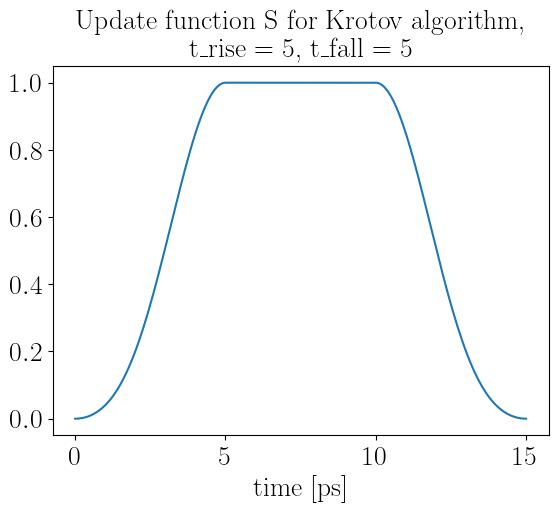 Update function S for Krotov algorithm,
t_rise = 5, t_fall = 5
1.0
0.8
0.6
0.4
0.2
0.0
0 5 10 15
time [ps]